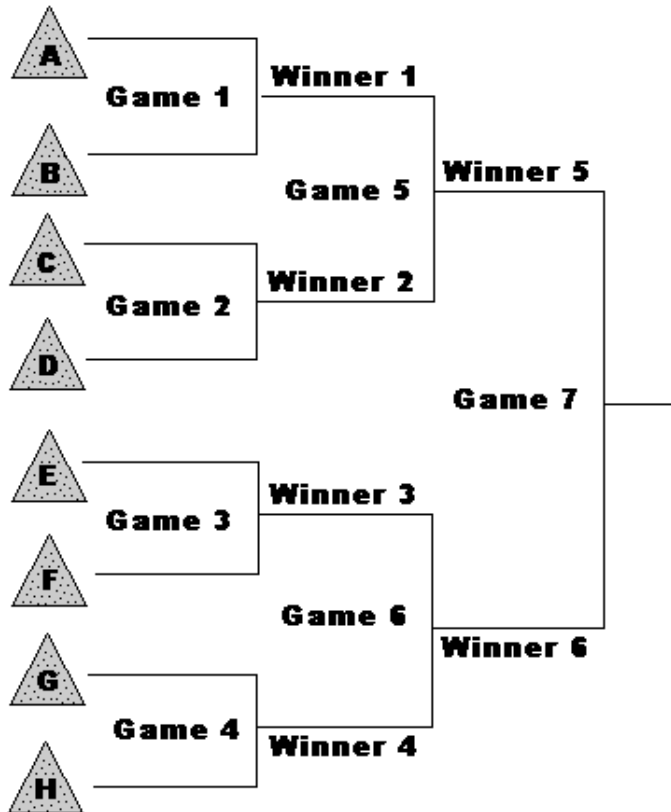 A
Winner 1
Game 1
B
Winner 5
Game 5
C
Winner 2
Game 2
D
Game 7
E
Winner 3
Game 3
F
Game 6
Winner 6
G
Game 4
Winner 4
H